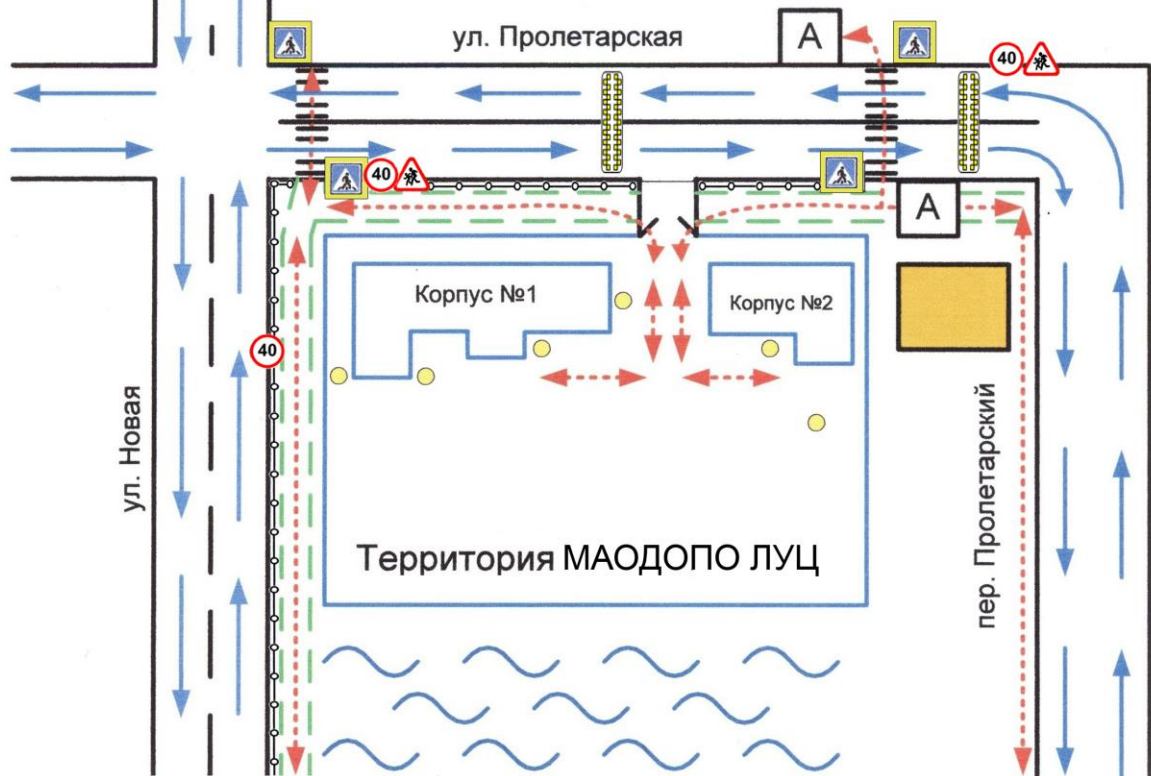 ул. Пролетарская
А
40
40
А
Корпус №1
Корпус №2
40
ул. Новая
пер. Пролетарский
Территория МАОДОПО ЛУЦ